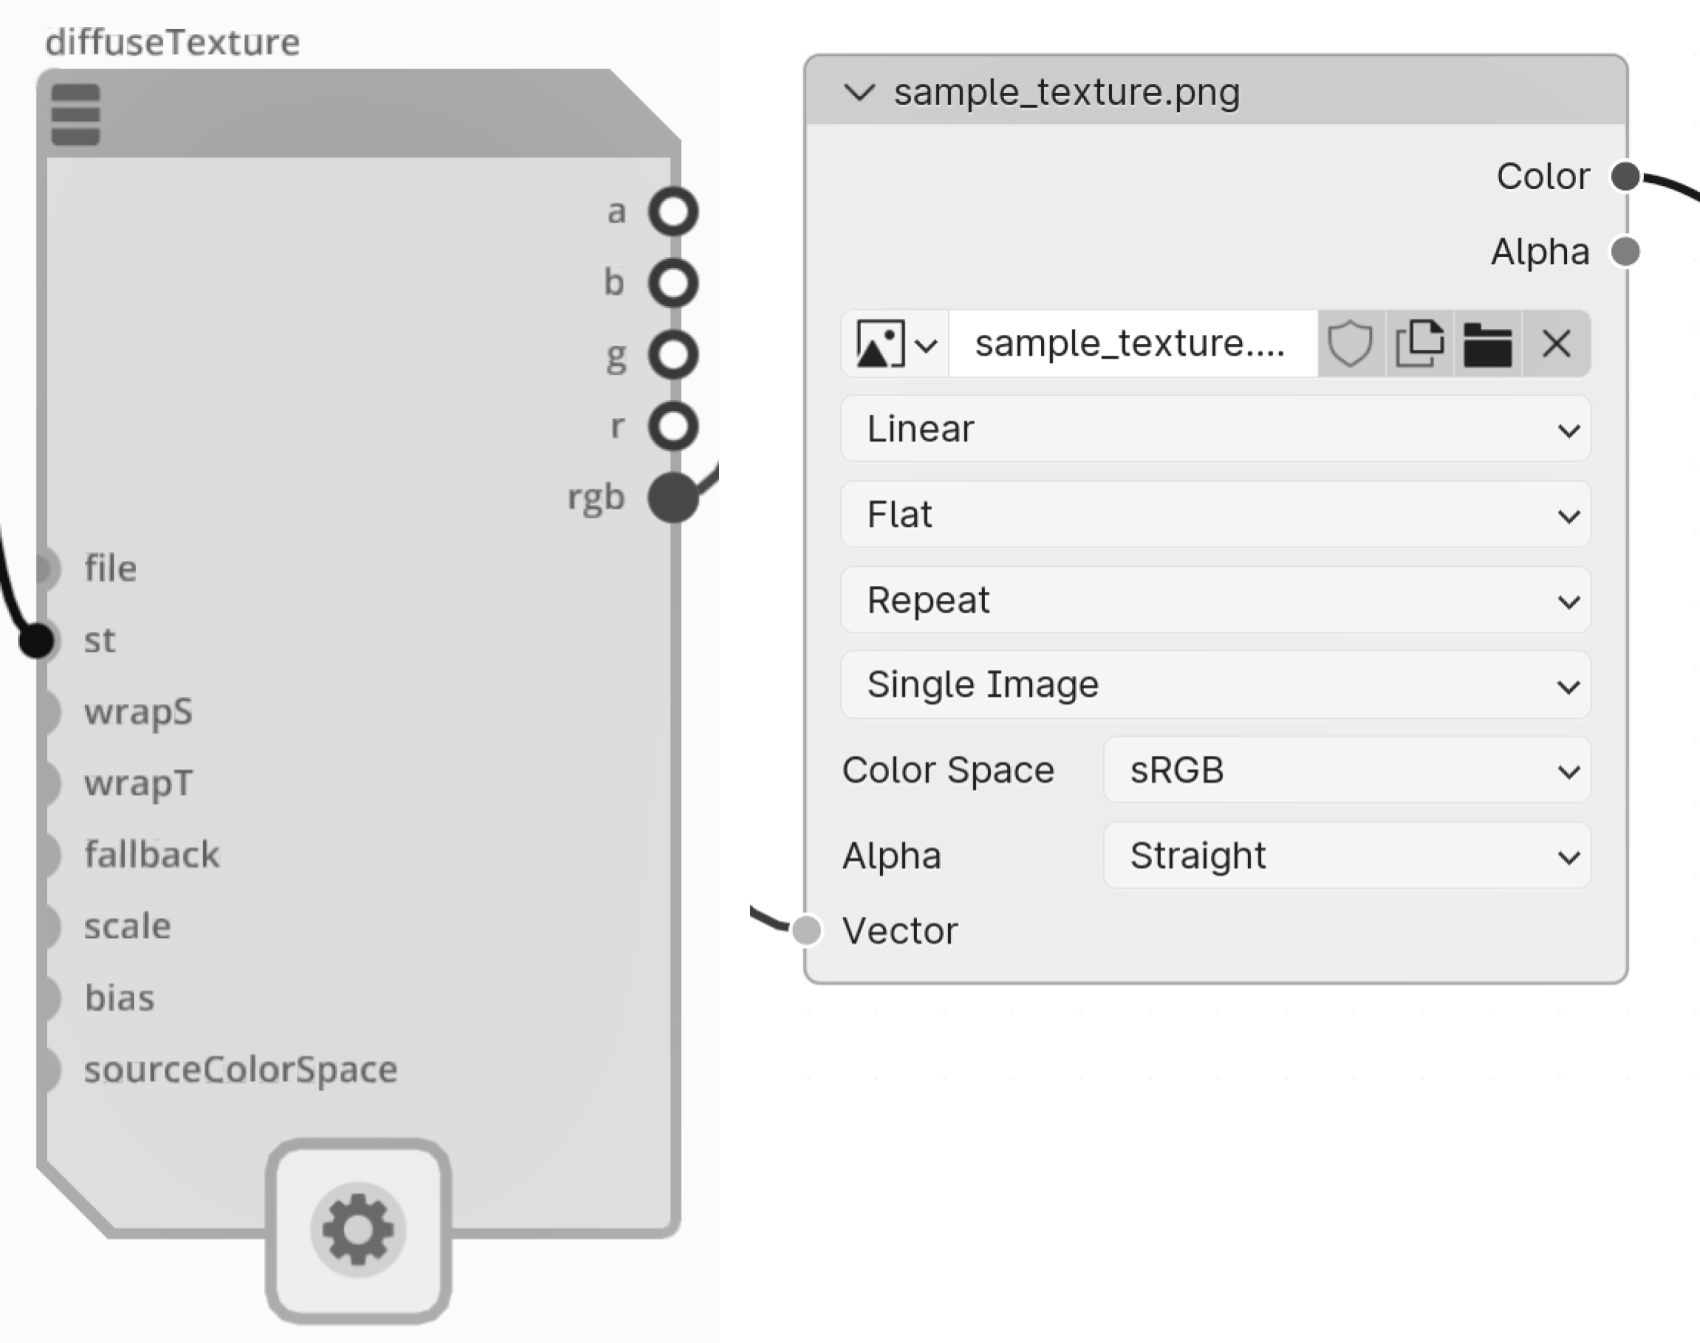 diffuseTexture
a
b
g
r
rgb
file
st
wrapS
wrapT
fallback
scale
bias
sourceColorSpace
sample_texture.png
Color
Alpha
sample_texture....
Linear
Flat
Repeat
Single Image
Color Space sRGB
Alpha Straight
Vector